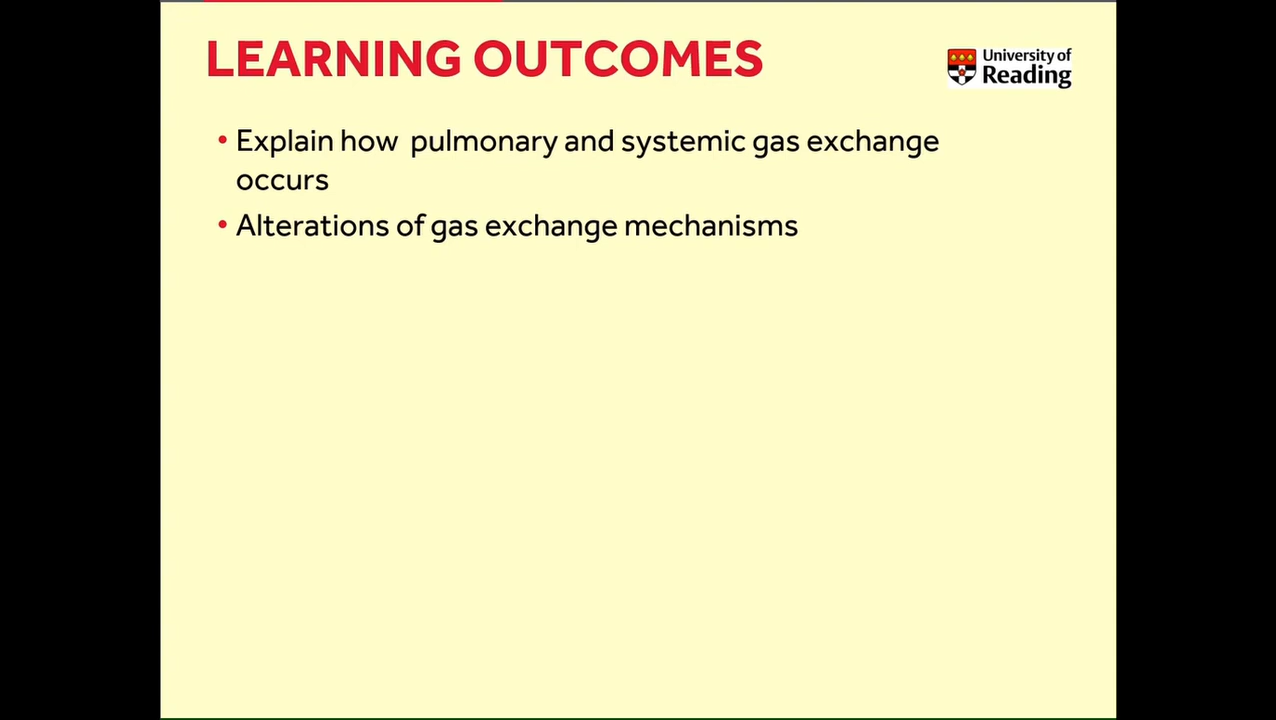 LEARNING OUTCOMES
University of
Reading
• Explain how  pulmonary and systemic gas exchange
occurs
• Alterations of gas exchange mechanisms